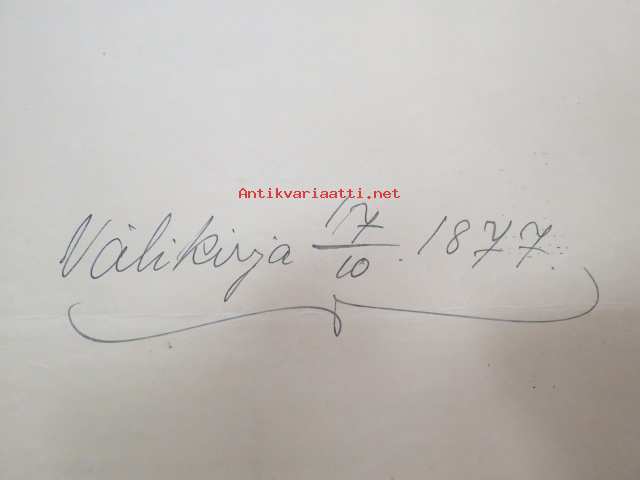 Antikvariaatti.net
Välikirja 17/10. 1877.